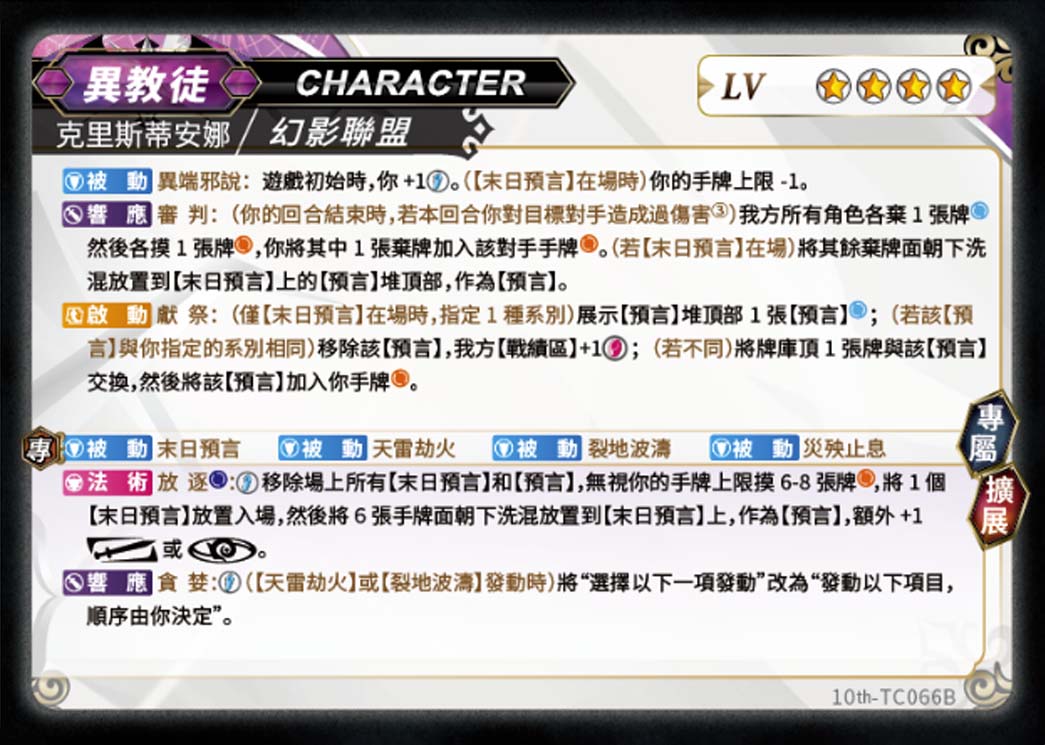 異教徒 CHARACTER LV
克里斯蒂安娜/幻影聯盟
被動 異端邪說：遊戲初始時,你 +1。(【末日預言】在場時)你的手牌上限 -1。
響應 審判：(你的回合結束時,若本回合你對目標對手造成過傷害③)我方所有角色各棄 1 張牌
然後各摸 1 張牌,你將其中 1 張棄牌加入該對手手牌。(若【末日預言】在場)將其餘棄牌面朝下洗
混放置到【末日預言】上的【預言】堆頂部,作為【預言】。
啟動 獻祭：(僅【末日預言】在場時,指定 1 種系別)展示【預言】堆頂部 1 張【預言】；(若該【預
言】與你指定的系別相同)移除該【預言】,我方【戰績區】+1；(若不同)將牌庫頂 1 張牌與該【預言】
交換,然後將該【預言】加入你手牌。
專屬
專 被動 末日預言 被動 天雷劫火 被動 裂地波濤 被動 災殃止息
擴展
法術 放逐:移除場上所有【末日預言】和【預言】,無視你的手牌上限摸 6-8 張牌,將 1 個
【末日預言】放置入場,然後將 6 張手牌面朝下洗混放置到【末日預言】上,作為【預言】,額外 +1
或。
響應 貪婪:(【天雷劫火】或【裂地波濤】發動時)將“選擇以下一項發動”改為“發動以下項目,
順序由你決定”。
10th-TC066B